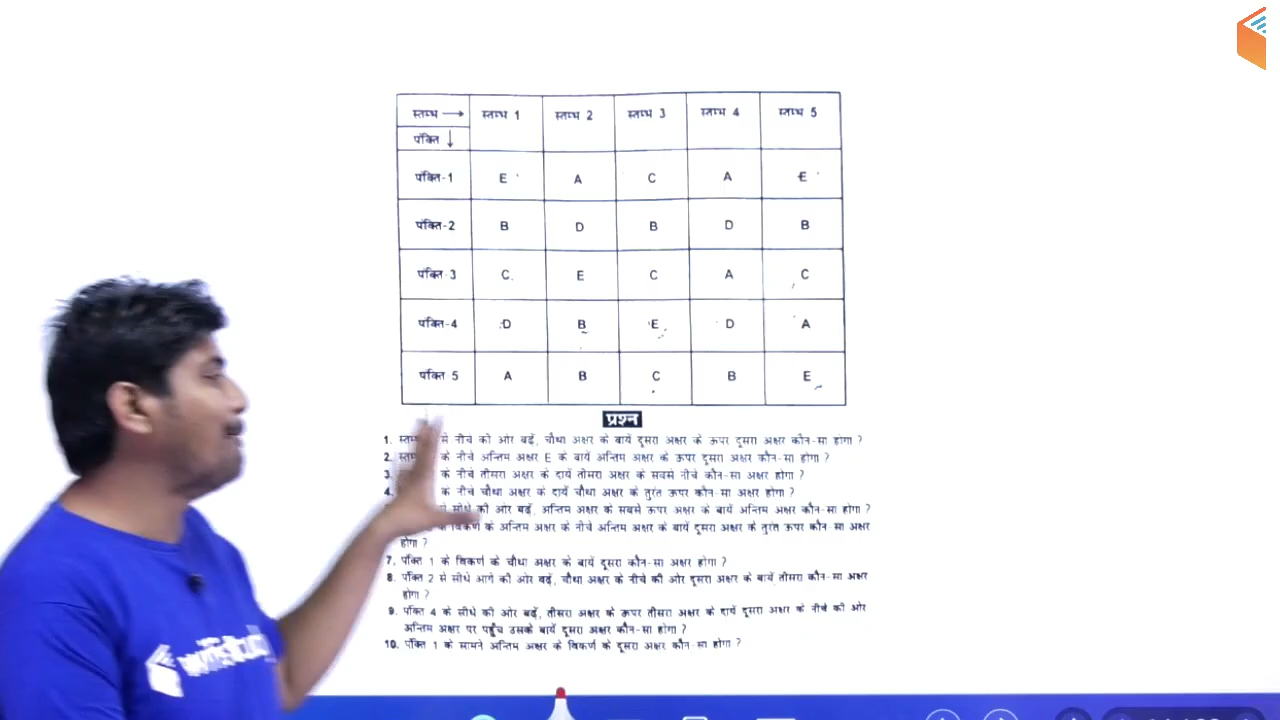 स्तम्भ → स्तम्भ 1 स्तम्भ 2 स्तम्भ 3 स्तम्भ 4 स्तम्भ 5
पंक्ति ↓
पंक्ति-1 E A C A E
पंक्ति-2 B D B D B
पंक्ति-3 C E C A C
पंक्ति-4 D B E D A
पंक्ति 5 A B C B E
प्रश्न
1. से नीचे की ओर बढ़ें, चौथा अक्षर के बायें दूसरा अक्षर के ऊपर दूसरा अक्षर कौन-सा होगा ?
2. के नीचे अन्तिम अक्षर E के बायें अन्तिम अक्षर के ऊपर दूसरा अक्षर कौन-सा होगा ?
3. के नीचे तीसरा अक्षर के दायें तीसरा अक्षर के सबसे नीचे कौन-सा अक्षर होगा ?
4. के नीचे चौथा अक्षर के दायें चौथा अक्षर के तुरंत ऊपर कौन-सा अक्षर होगा ?
सीधे की ओर बढ़ें, अन्तिम अक्षर के सबसे ऊपर अक्षर के बायें अन्तिम अक्षर कौन-सा होगा ?
के विकर्ण के अन्तिम अक्षर के नीचे अन्तिम अक्षर के बायें दूसरा अक्षर के तुरंत ऊपर कौन-सा अक्षर
होगा ?
7. पंक्ति 1 के विकर्ण के चौथा अक्षर के बायें दूसरा कौन-सा अक्षर होगा ?
8. पंक्ति 2 से सीधे आगे की ओर बढ़ें, चौथा अक्षर के नीचे की ओर दूसरा अक्षर के बायें तीसरा कौन-सा अक्षर
होगा ?
9. पंक्ति 4 के सीधे की ओर बढ़ें, तीसरा अक्षर के ऊपर तीसरा अक्षर के दायें दूसरा अक्षर के नीचे की ओर
अन्तिम अक्षर पर पहुँच उसके बायें दूसरा अक्षर कौन-सा होगा ?
10. पंक्ति 1 के सामने अन्तिम अक्षर के विकर्ण के दूसरा अक्षर कौन-सा होगा ?